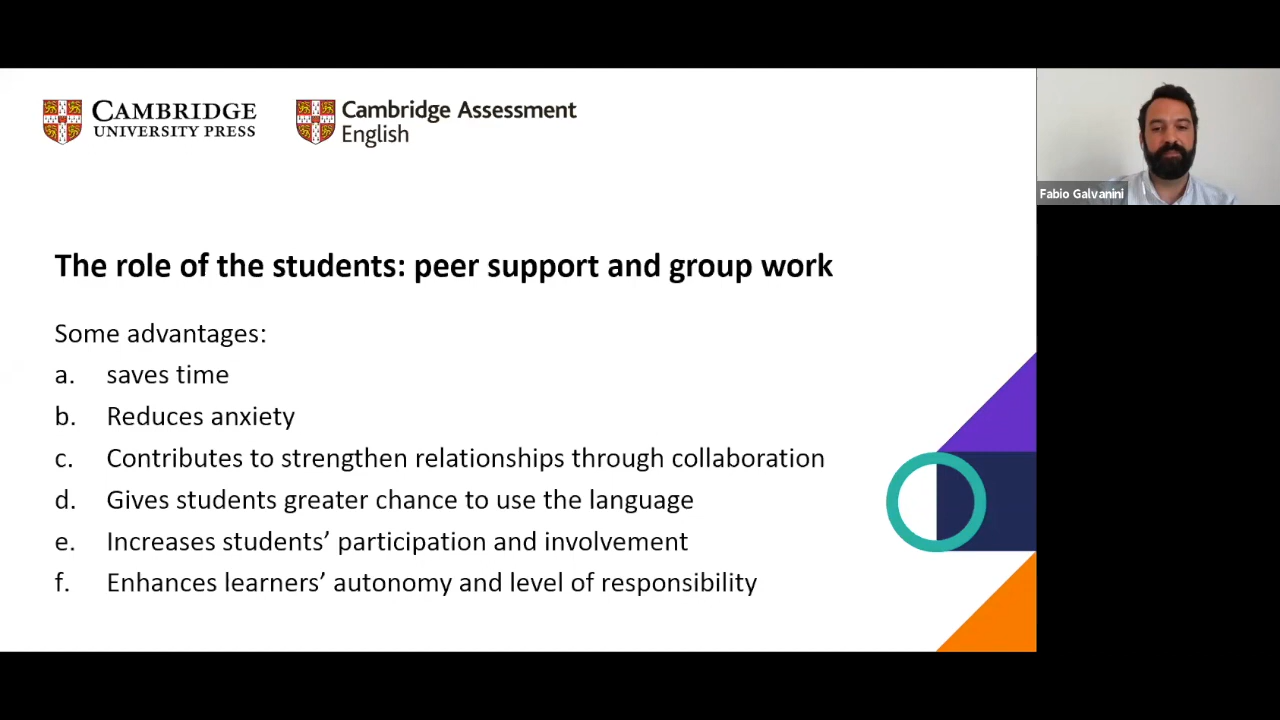 CAMBRIDGE
UNIVERSITY PRESS
Cambridge Assessment
English
Fabio Galvanini
The role of the students: peer support and group work
Some advantages:
a. saves time
b. Reduces anxiety
c. Contributes to strengthen relationships through collaboration
d. Gives students greater chance to use the language
e. Increases students’ participation and involvement
f. Enhances learners’ autonomy and level of responsibility